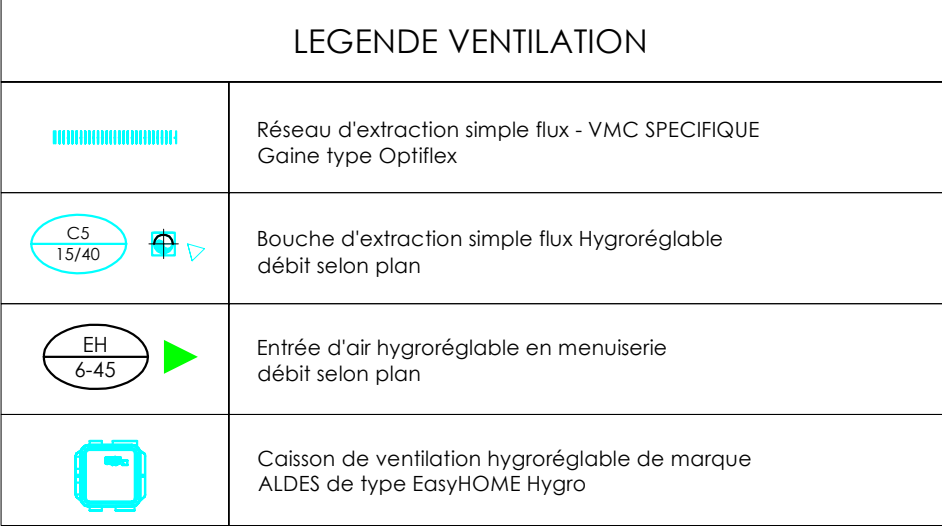 LEGENDE VENTILATION
Réseau d'extraction simple flux - VMC SPECIFIQUE
Gaine type Optiflex
C5
15/40
Bouche d'extraction simple flux Hygroréglable
débit selon plan
EH
6-45
Entrée d'air hygroréglable en menuiserie
débit selon plan
Caisson de ventilation hygroréglable de marque
ALDES de type EasyHOME Hygro